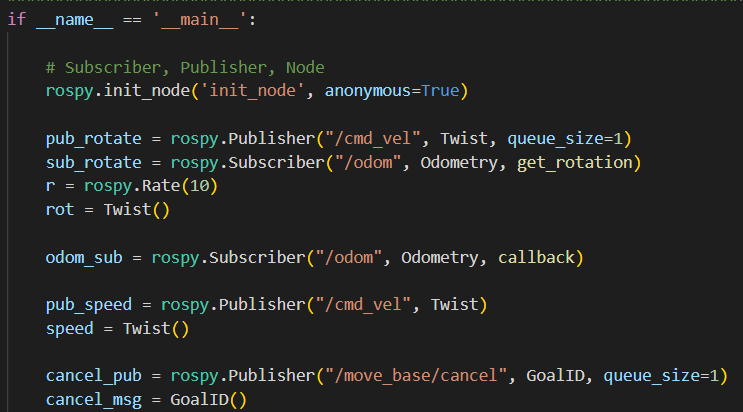 if __name__ == '__main__':
# Subscriber, Publisher, Node
rospy.init_node('init_node', anonymous=True)
pub_rotate = rospy.Publisher("/cmd_vel", Twist, queue_size=1)
sub_rotate = rospy.Subscriber("/odom", Odometry, get_rotation)
r = rospy.Rate(10)
rot = Twist()
odom_sub = rospy.Subscriber("/odom", Odometry, callback)
pub_speed = rospy.Publisher("/cmd_vel", Twist)
speed = Twist()
cancel_pub = rospy.Publisher("/move_base/cancel", GoalID, queue_size=1)
cancel_msg = GoalID()